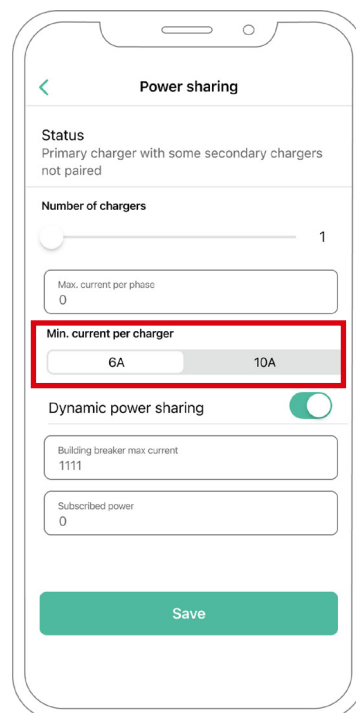 Power sharing
Status
Primary charger with some secondary chargers
not paired
Number of chargers
1
Max. current per phase
0
Min. current per charger
6A 10A
Dynamic power sharing
Building breaker max current
1111
Subscribed power
0
Save